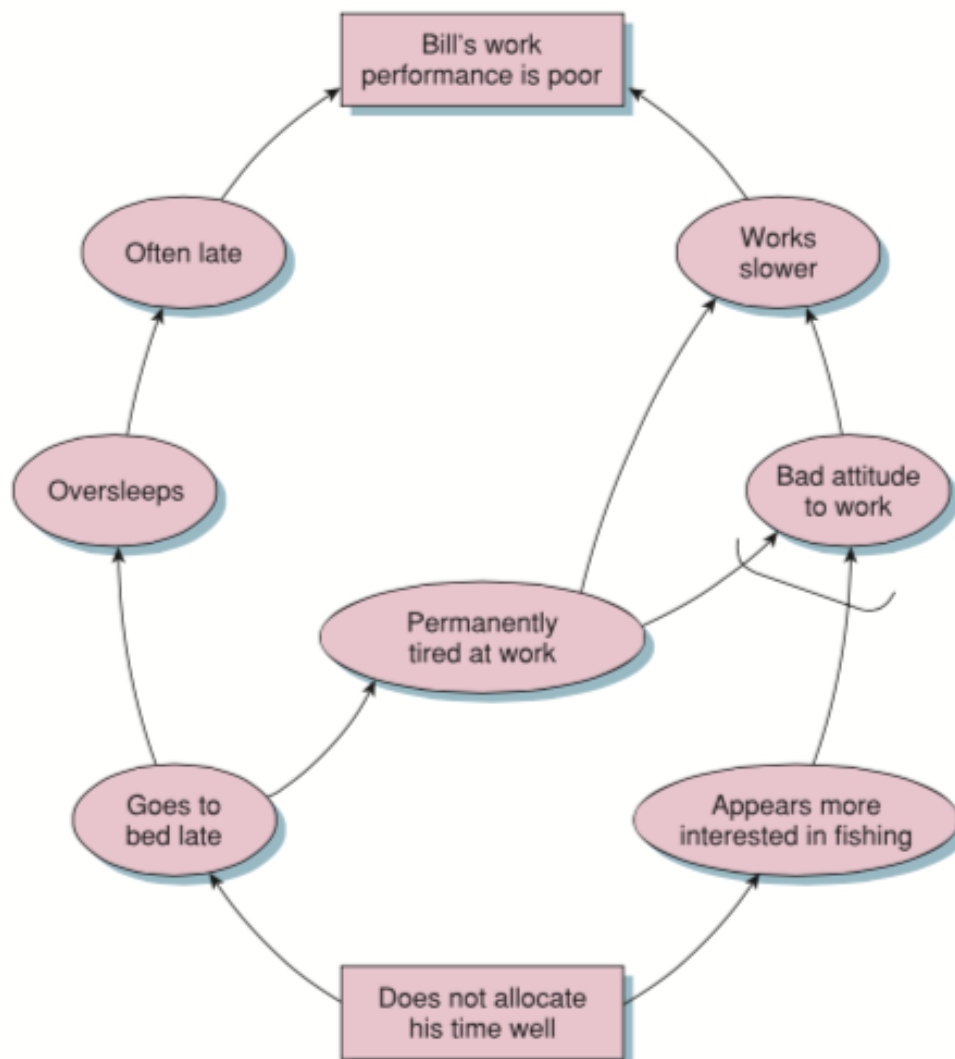 Bill's work
performance is poor
Often late
Works
slower
Oversleeps
Bad attitude
to work
Permanently
tired at work
Goes to
bed late
Appears more
interested in fishing
Does not allocate
his time well